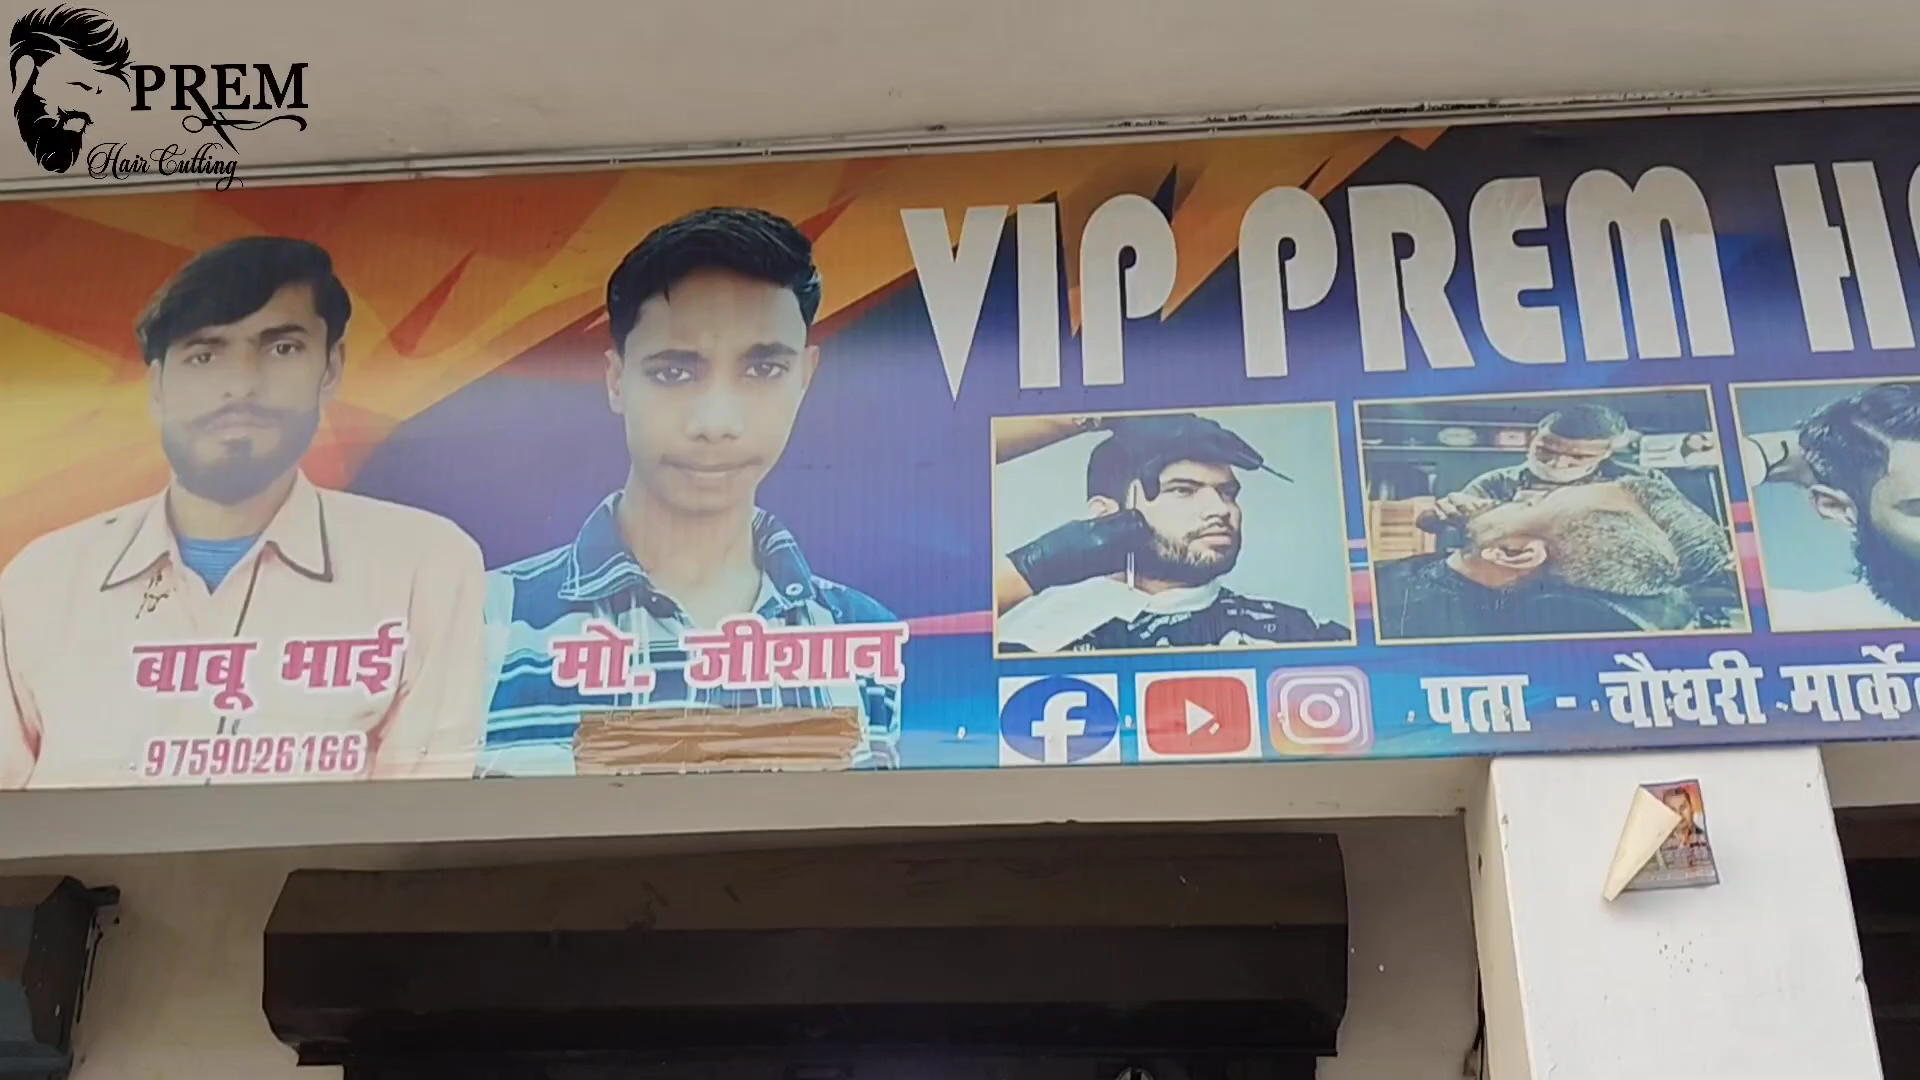 PREM
Hair Cutting
VIP PREM
बाबू भाई
9759026166
मो. जीशान
पता - चौधरी